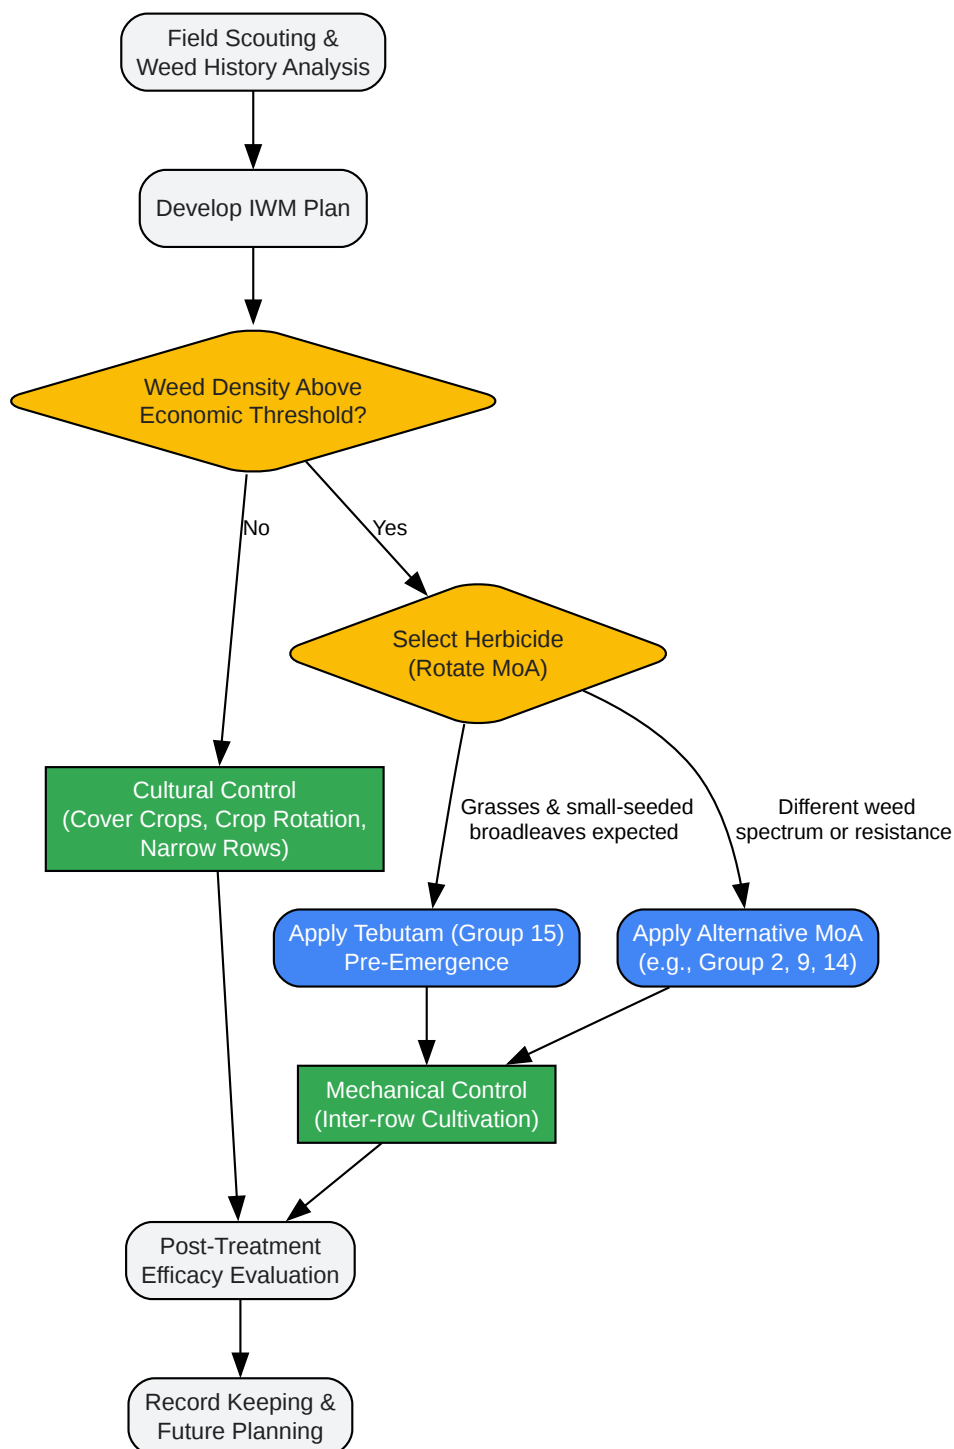 Field Scouting &
Weed History Analysis
Develop IWM Plan
Weed Density Above
Economic Threshold?
No
Yes
Select Herbicide
(Rotate MoA)
Cultural Control
(Cover Crops, Crop Rotation,
Narrow Rows)
Grasses & small-seeded
broadleaves expected
Different weed
spectrum or resistance
Apply Tebutam (Group 15)
Pre-Emergence
Apply Alternative MoA
(e.g., Group 2, 9, 14)
Mechanical Control
(Inter-row Cultivation)
Post-Treatment
Efficacy Evaluation
Record Keeping &
Future Planning